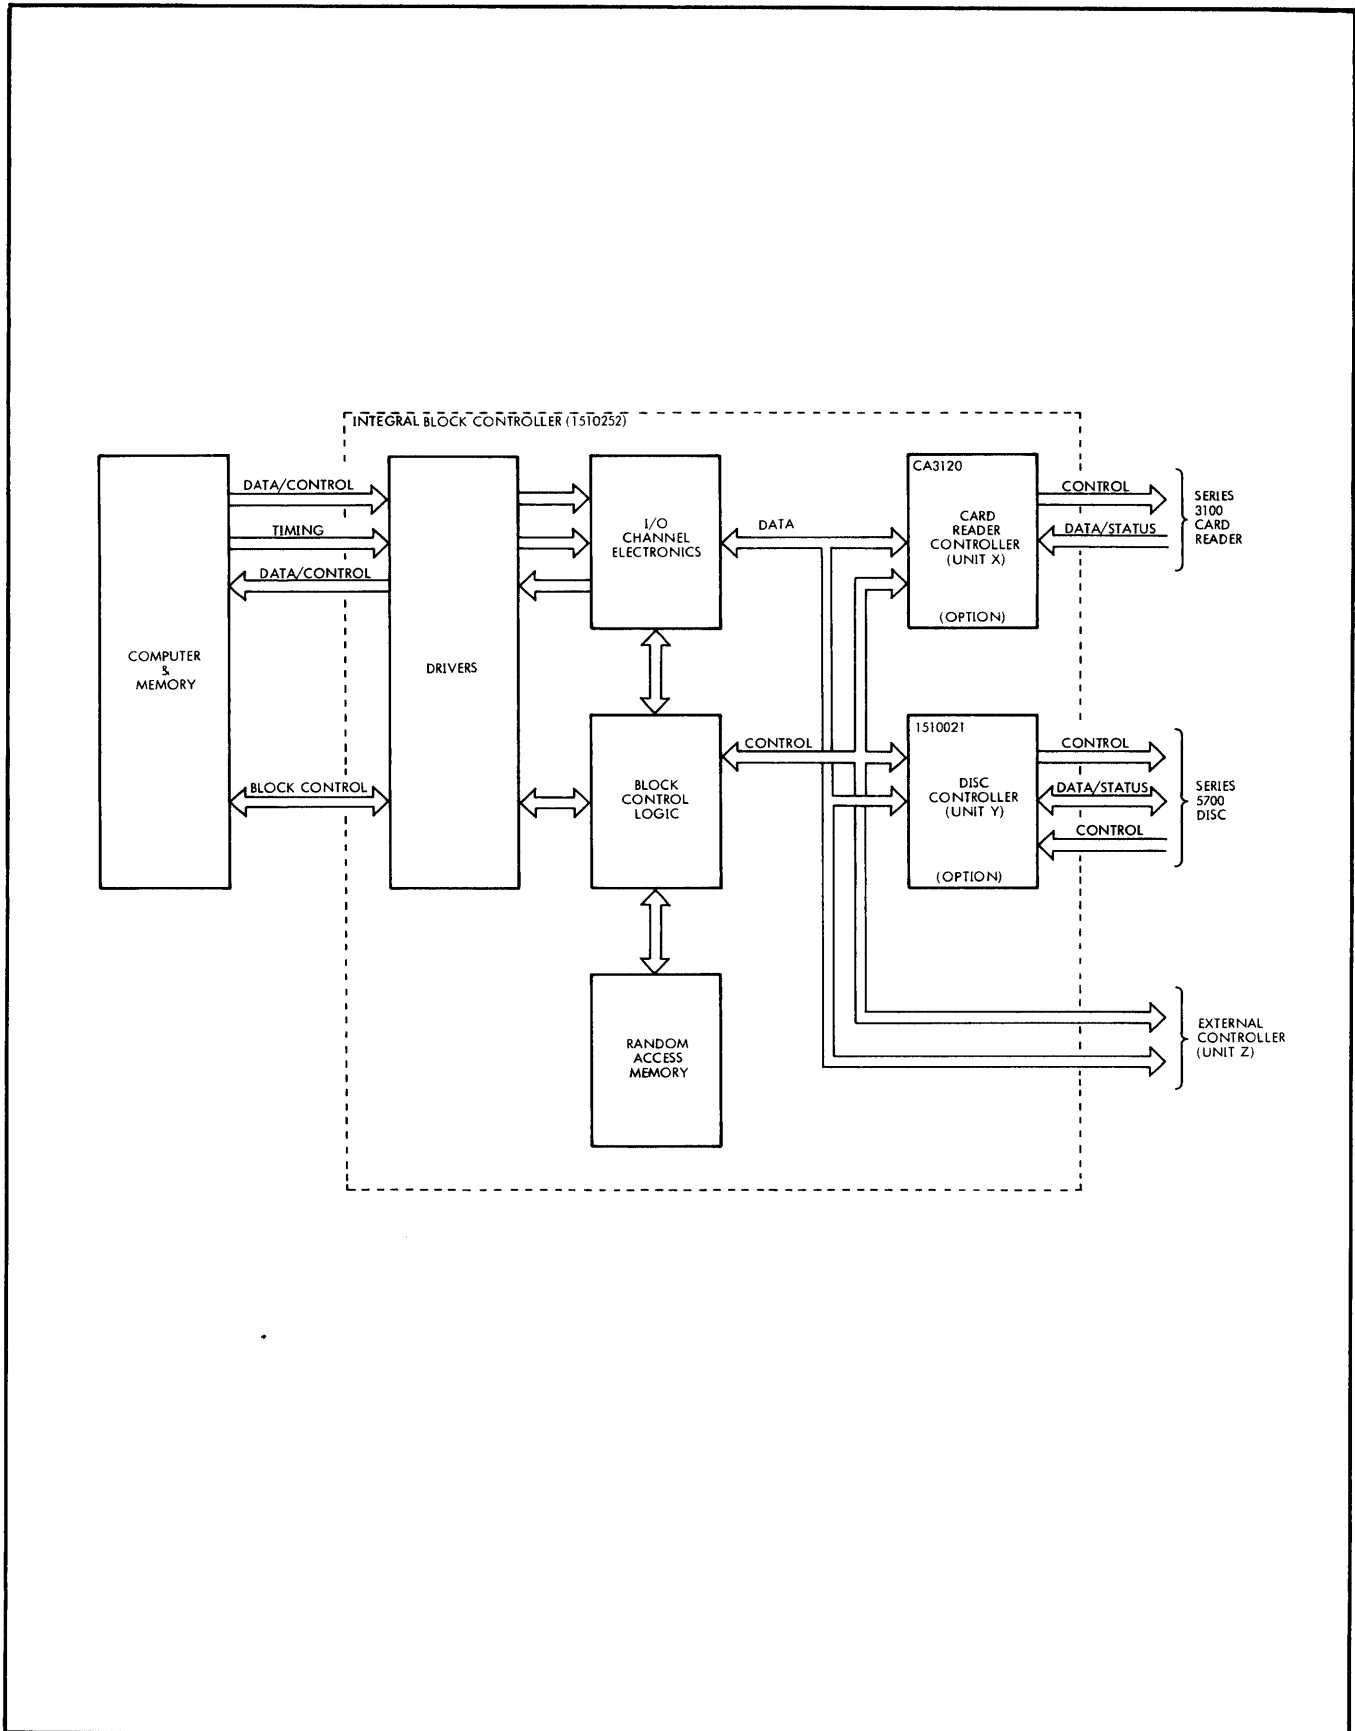 INTEGRAL BLOCK CONTROLLER (1510252)
COMPUTER
&
MEMORY
DATA/CONTROL
TIMING
DATA/CONTROL
BLOCK CONTROL
DRIVERS
I/O
CHANNEL
ELECTRONICS
BLOCK
CONTROL
LOGIC
RANDOM
ACCESS
MEMORY
DATA
CONTROL
CA3120
CARD
READER
CONTROLLER
(UNIT X)
(OPTION)
CONTROL
DATA/STATUS
SERIES
3100
CARD
READER
1510021
DISC
CONTROLLER
(UNIT Y)
(OPTION)
CONTROL
DATA/STATUS
CONTROL
SERIES
5700
DISC
EXTERNAL
CONTROLLER
(UNIT Z)